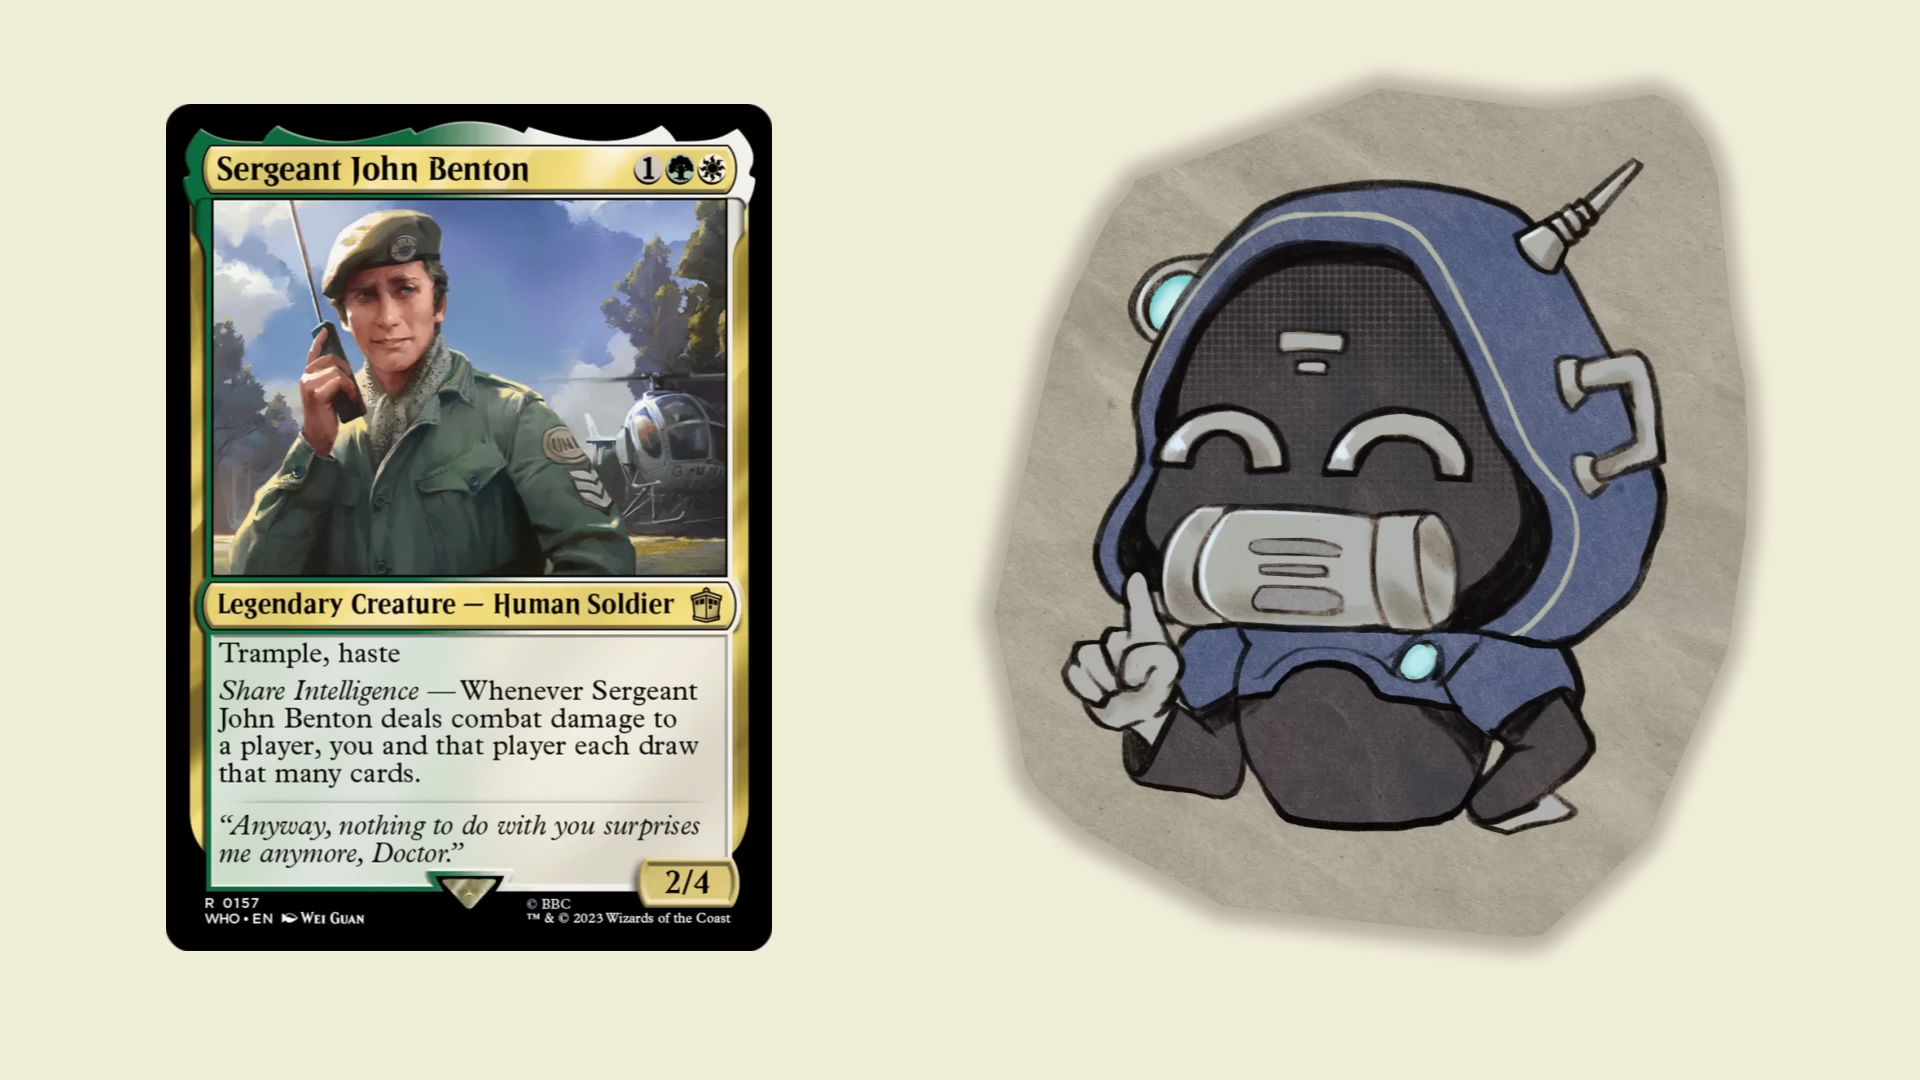 Sergeant John Benton 1
UNI
G-UN
Legendary Creature — Human Soldier
Trample, haste
Share Intelligence — Whenever Sergeant
John Benton deals combat damage to
a player, you and that player each draw
that many cards.
“Anyway, nothing to do with you surprises
me anymore, Doctor.”
2/4
R 0157
WHO • EN Wei Guan
© BBC
™ & © 2023 Wizards of the Coast